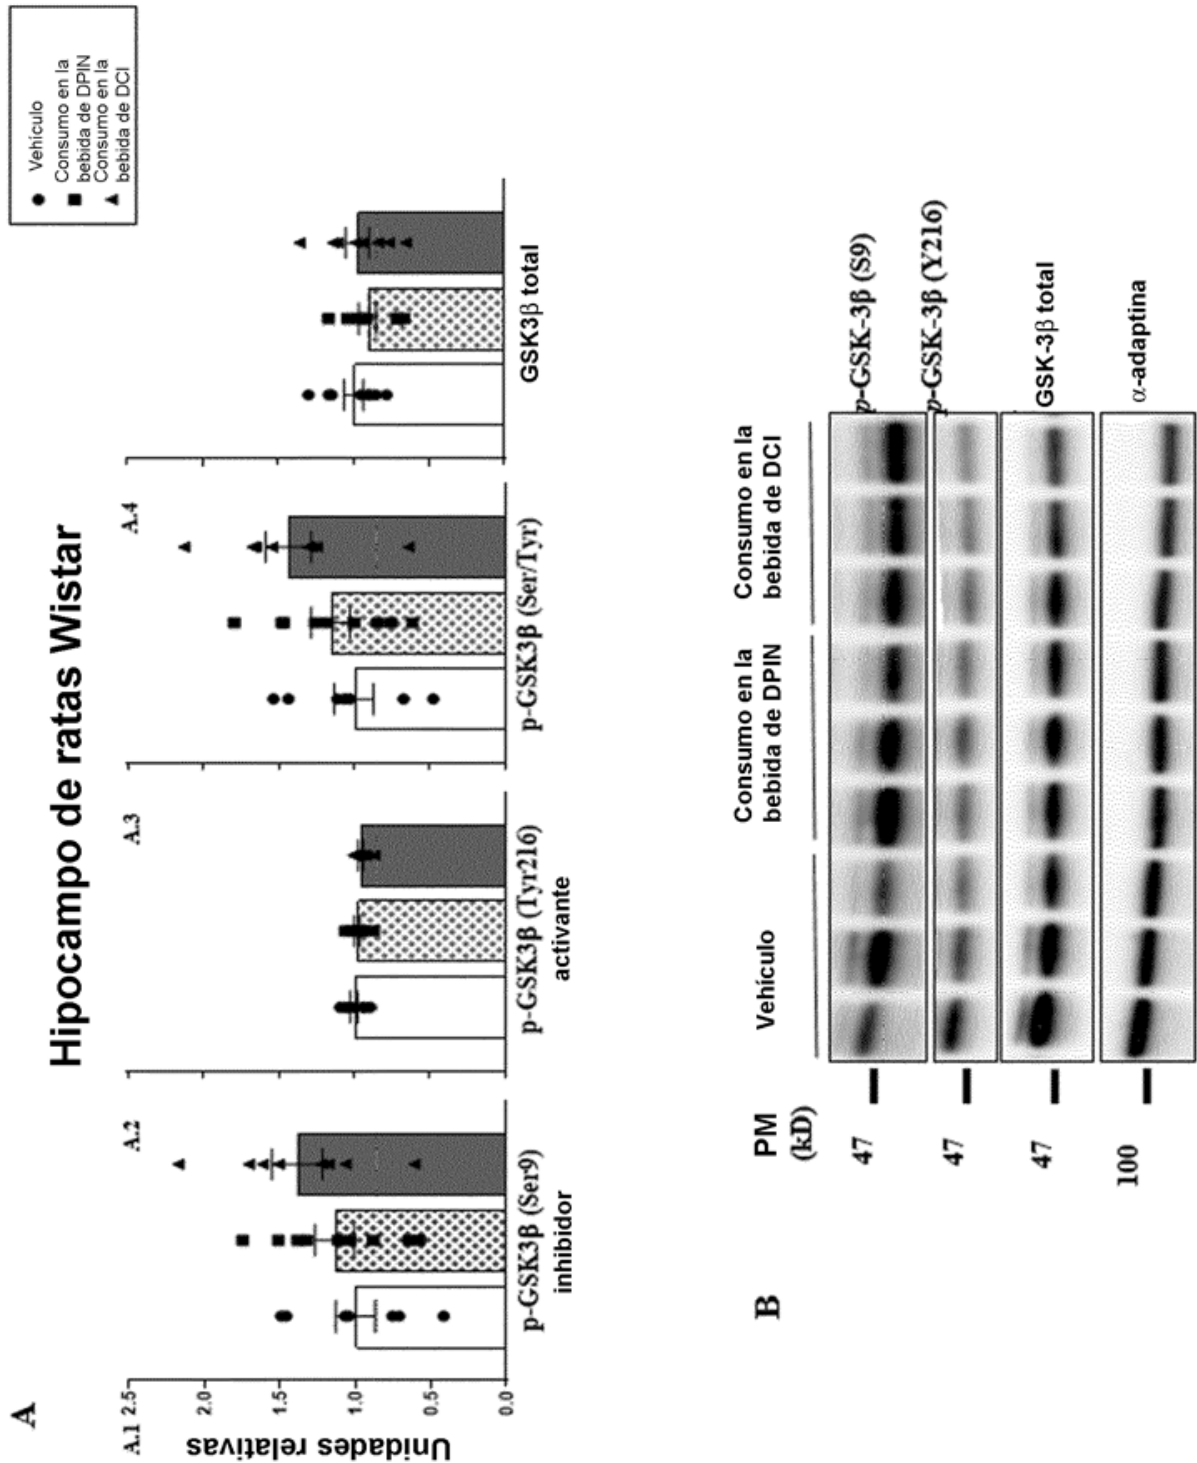 Hipocampo de ratas Wistar
A
Vehículo
Consumo en la
bebida de DPIN
Consumo en la
bebida de DCI
A.1
A.2
A.3
A.4
Unidades relativas
2.5
2.0
1.5
1.0
0.5
0.0
p-GSK3β (Ser9)
inhibidor
p-GSK3β (Tyr216)
activante
p-GSK3β (Ser/Tyr)
GSK3β total
B
PM
(kD)
Vehículo
Consumo en la
bebida de DPIN
Consumo en la
bebida de DCI
47
p-GSK-3β (S9)
47
p-GSK-3β (Y216)
47
GSK-3β total
100
α-adaptina